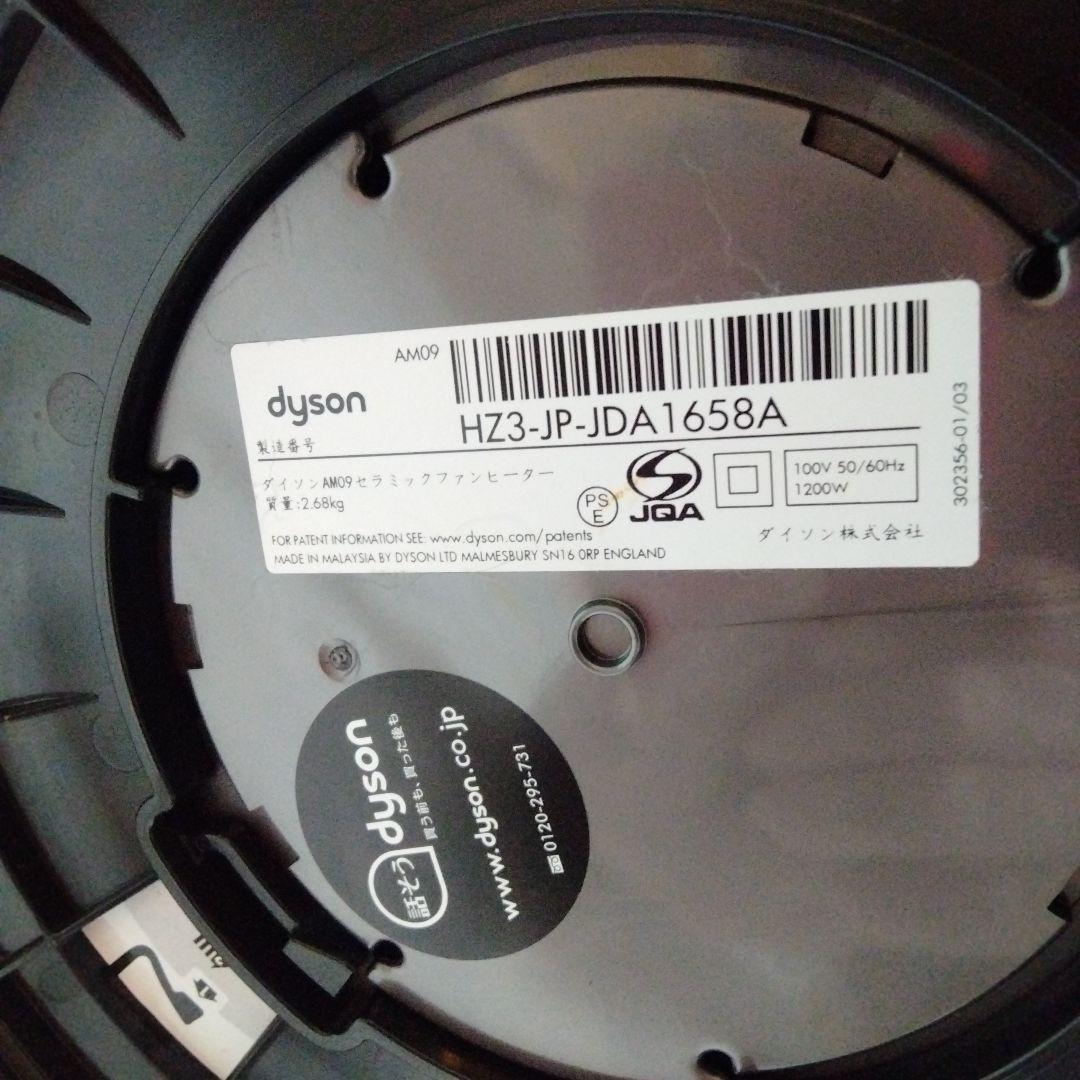 AM09
dyson
HZ3-JP-JDA1658A
製造番号
ダイソンAM09セラミックファンヒーター
質量:2.68kg
PS
E
JQA
100V 50/60Hz
1200W
FOR PATENT INFORMATION SEE: www.dyson.com/patents
ダイソン株式会社
MADE IN MALAYSIA BY DYSON LTD MALMESBURY SN16 0RP ENGLAND
302356-01/03
話そう dyson
買う前も、買った後も
www.dyson.co.jp
0120-295-731